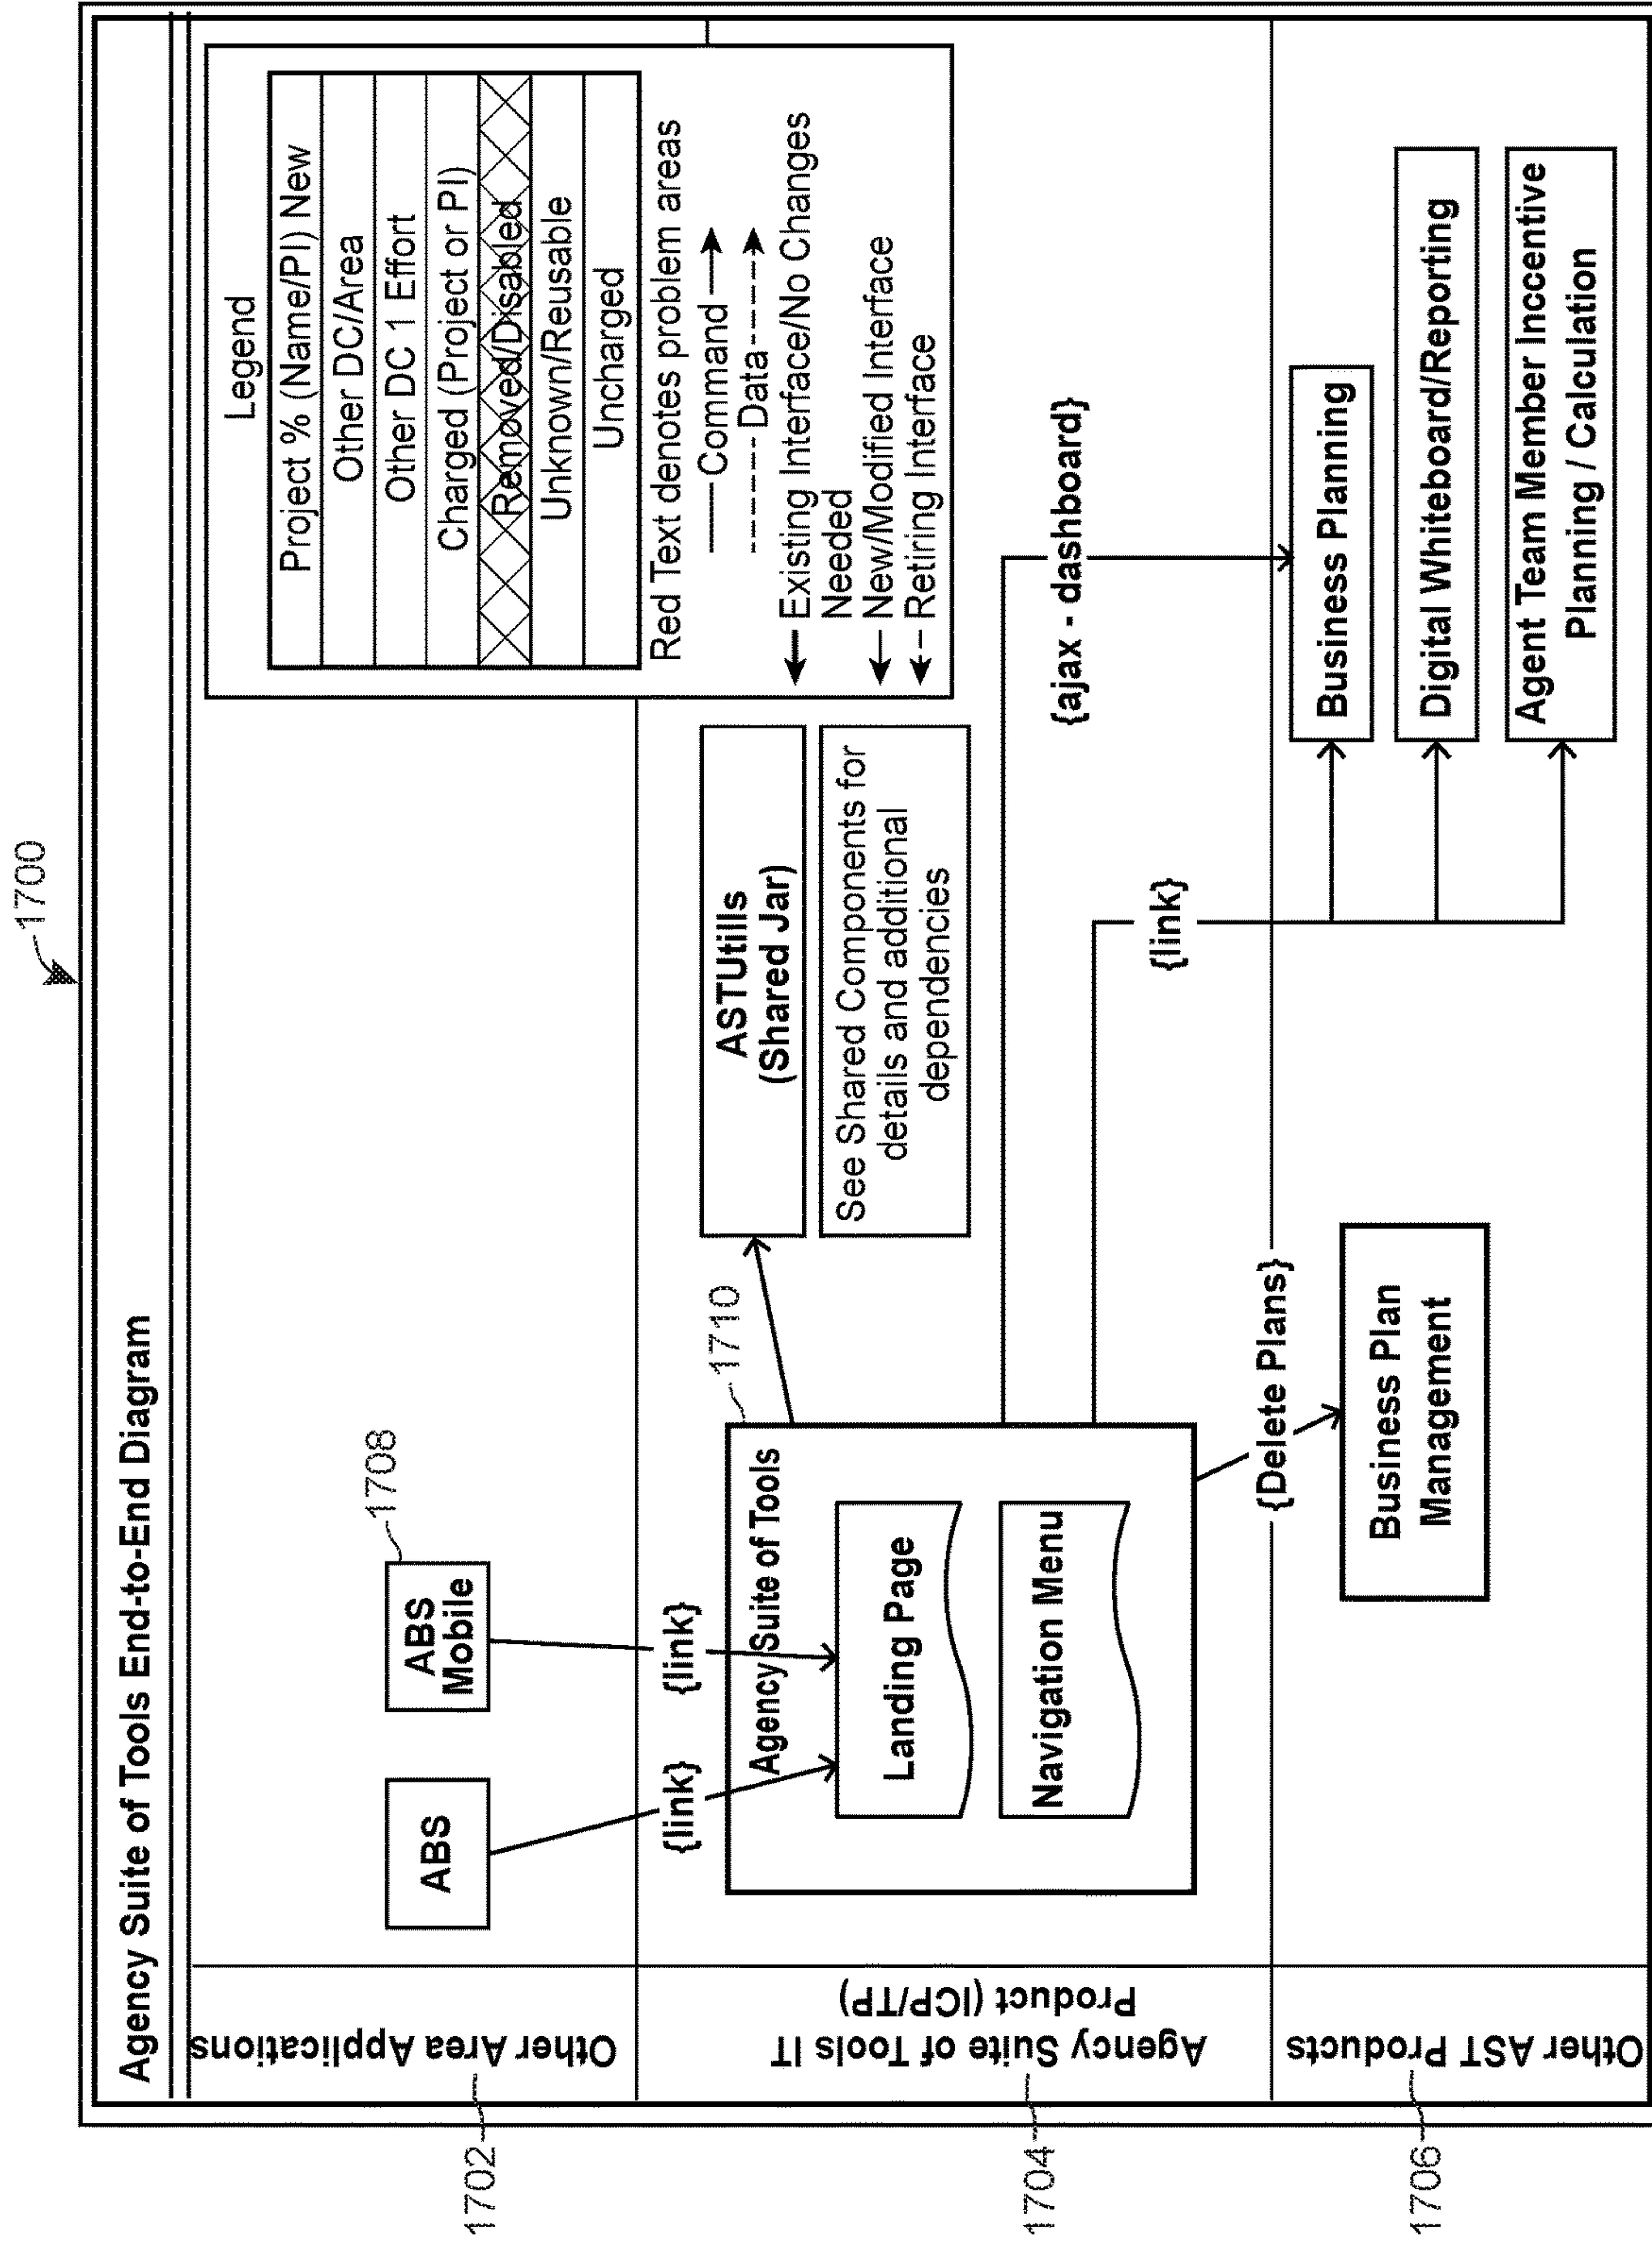 1700
Agency Suite of Tools End-to-End Diagram
1702
Other Area Applications
ABS
ABS
Mobile
1708
Legend
Project % (Name/PI) New
Other DC/Area
Other DC 1 Effort
Charged (Project or PI)
Removed/Disabled
Unknown/Reusable
Uncharged
Red Text denotes problem areas
Command
Data
Existing Interface/No Changes
Needed
New/Modified Interface
Retiring Interface
1704
Agency Suite of Tools IT
Product (ICP/TP)
{link}
{link}
1710
Agency Suite of Tools
Landing Page
Navigation Menu
ASTUtills
(Shared Jar)
See Shared Components for
details and additional
dependencies
{ajax - dashboard}
{link}
{Delete Plans}
1706
Other AST Products
Business Plan
Management
Business Planning
Digital Whiteboard/Reporting
Agent Team Member Inccentive
Planning / Calculation